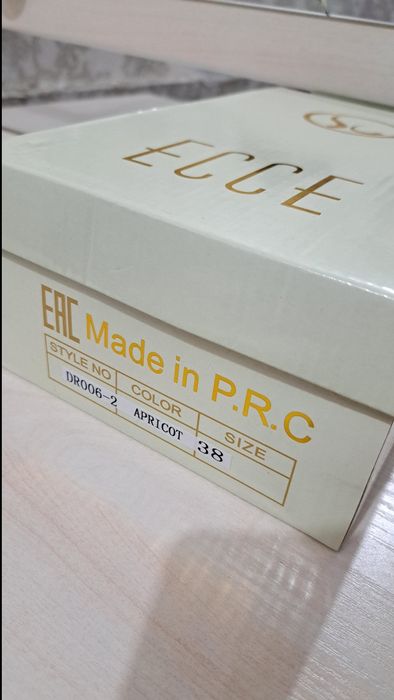 ECCE
EAC Made in P.R.C
STYLE NO COLOR SIZE
DR006-2 APRICOT 38